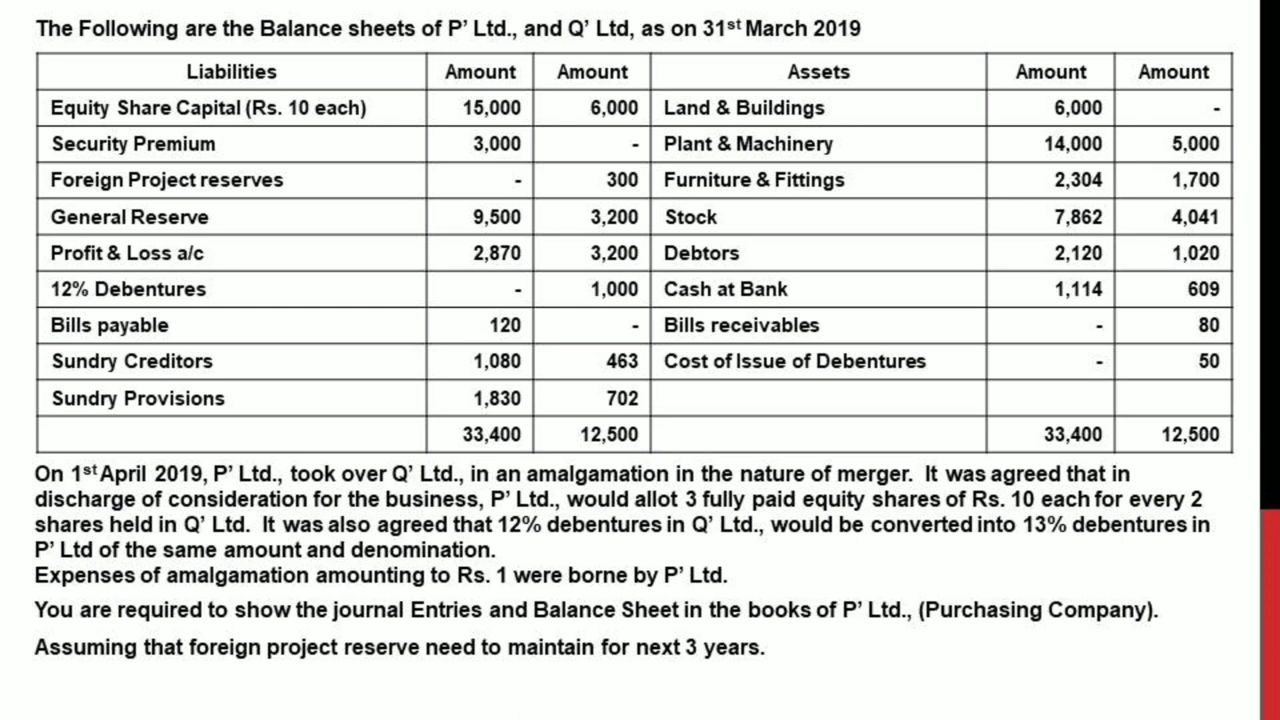 The Following are the Balance sheets of P' Ltd., and Q' Ltd, as on 31st March 2019
Liabilities Amount Amount Assets Amount Amount
Equity Share Capital (Rs. 10 each) 15,000 6,000 Land & Buildings 6,000 -
Security Premium 3,000 - Plant & Machinery 14,000 5,000
Foreign Project reserves - 300 Furniture & Fittings 2,304 1,700
General Reserve 9,500 3,200 Stock 7,862 4,041
Profit & Loss a/c 2,870 3,200 Debtors 2,120 1,020
12% Debentures - 1,000 Cash at Bank 1,114 609
Bills payable 120 - Bills receivables - 80
Sundry Creditors 1,080 463 Cost of Issue of Debentures - 50
Sundry Provisions 1,830 702
33,400 12,500 33,400 12,500
On 1st April 2019, P' Ltd., took over Q' Ltd., in an amalgamation in the nature of merger. It was agreed that in
discharge of consideration for the business, P' Ltd., would allot 3 fully paid equity shares of Rs. 10 each for every 2
shares held in Q' Ltd. It was also agreed that 12% debentures in Q' Ltd., would be converted into 13% debentures in
P' Ltd of the same amount and denomination.
Expenses of amalgamation amounting to Rs. 1 were borne by P' Ltd.
You are required to show the journal Entries and Balance Sheet in the books of P' Ltd., (Purchasing Company).
Assuming that foreign project reserve need to maintain for next 3 years.